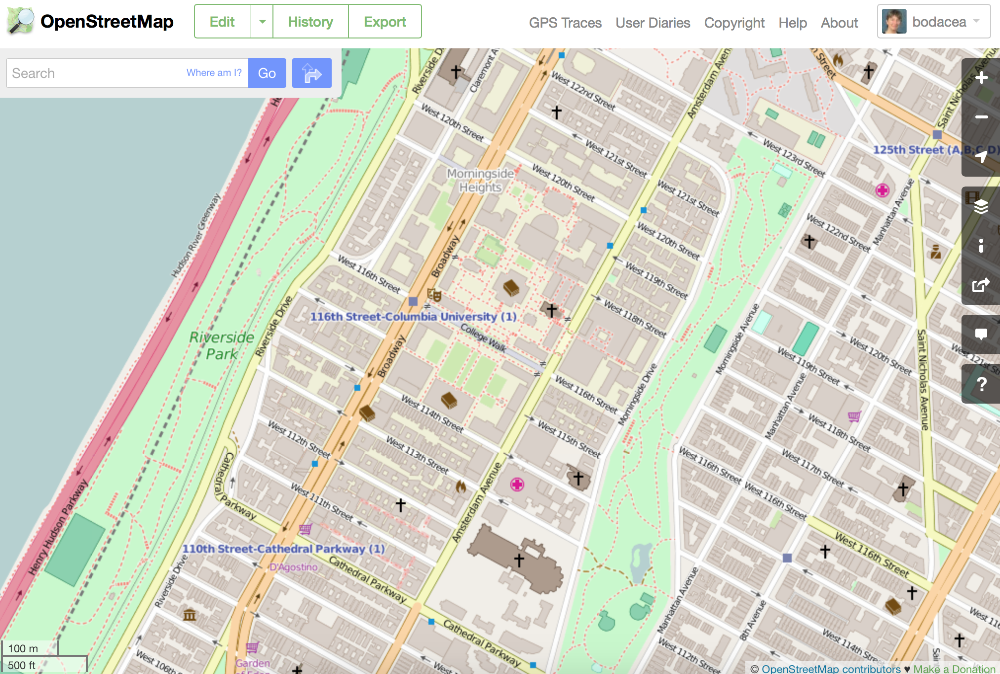 OpenStreetMap
Edit
History
Export
GPS Traces
User Diaries
Copyright
Help
About
bodacea
Search
Where am I?
Go
Riverside D
Claremont A
Amsterdam Aven
Street
Saint Nicholas Avenu
West 122nd Street
West 120th Street
West 121st Street
West 123rd Street
125th Street (A,B,C,D)
Morningside
Heights
West 120th Street
West 121st Street
Manhattan Avenue
Hudson River Greenway
Broadway
West 120th Street
West 122nd Street
West 116th Street
West 119th Street
116th Street-Columbia University (1)
West 118th Street
College Walk
Riverside Drive
Riverside
Park
Broadway
Morningside Avenue
Saint Nicholas Avenue
West 120th Street
West 121st St
West 119th Street
Morningside Drive
West 116th Street
Manhattan Avenue
West 114th Street
West 118th Street
West 115th Street
West 112th Street
West 113th Street
West 117th Street
West 116th Street
West 116th Street
Cathedral Parkway
Amsterdam Avenue
West 111th Street
Henry Hudson Parkway
West 116th Street
110th Street-Cathedral Parkway (1)
D'Agostino
Cathedral Parkway
Riverside Drive
Manhattan Avenue
8th Avenue
West 116
Cathedral Parkway
West 114th Street
West 112th Street
West 106th
Garden
of Eden
West
Sai
100 m
500 ft
© OpenStreetMap contributors ♥ Make a Donation